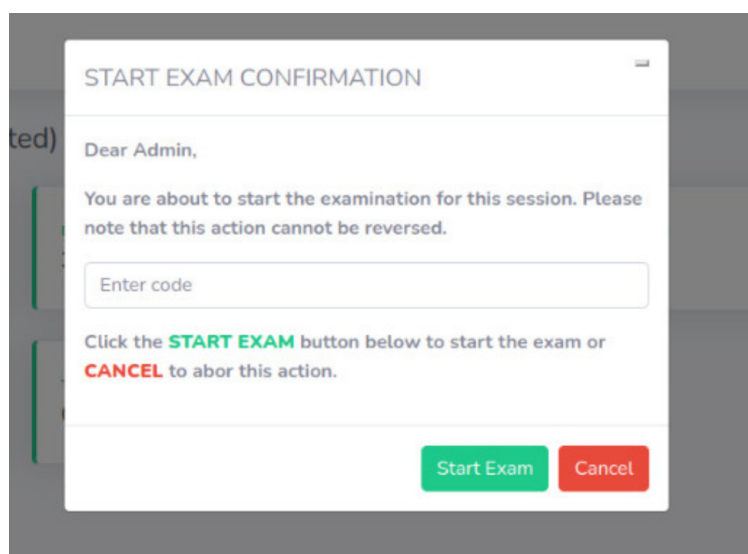 START EXAM CONFIRMATION
ted)
Dear Admin,
You are about to start the examination for this session. Please
note that this action cannot be reversed.
Enter code
Click the START EXAM button below to start the exam or
CANCEL to abor this action.
Start Exam
Cancel